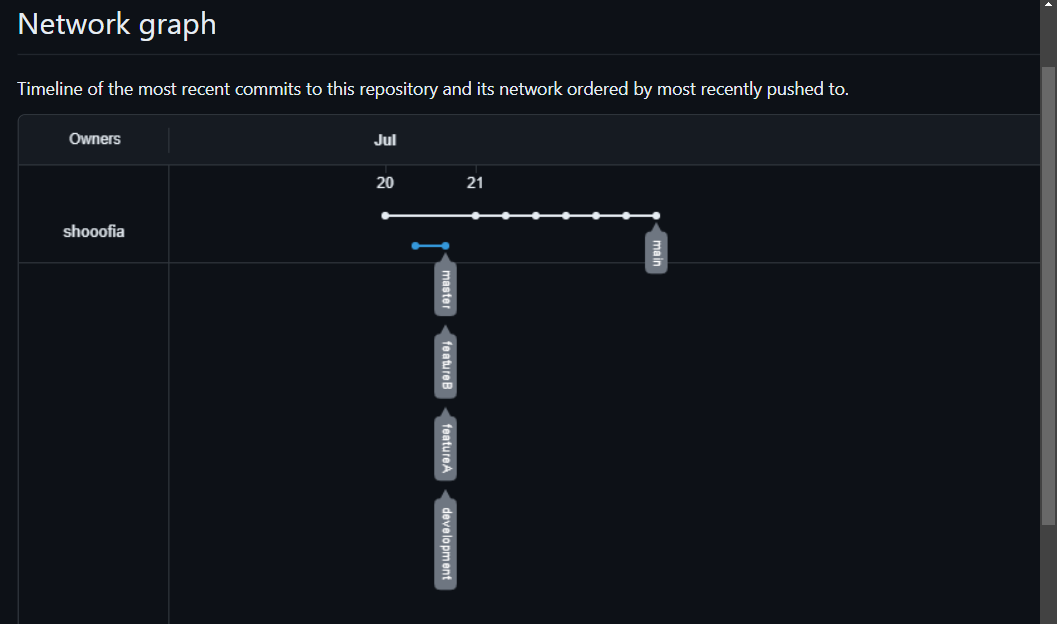 Network graph
Timeline of the most recent commits to this repository and its network ordered by most recently pushed to.
Owners
Jul
20
21
shooofia
main
master
featureB
featureA
development